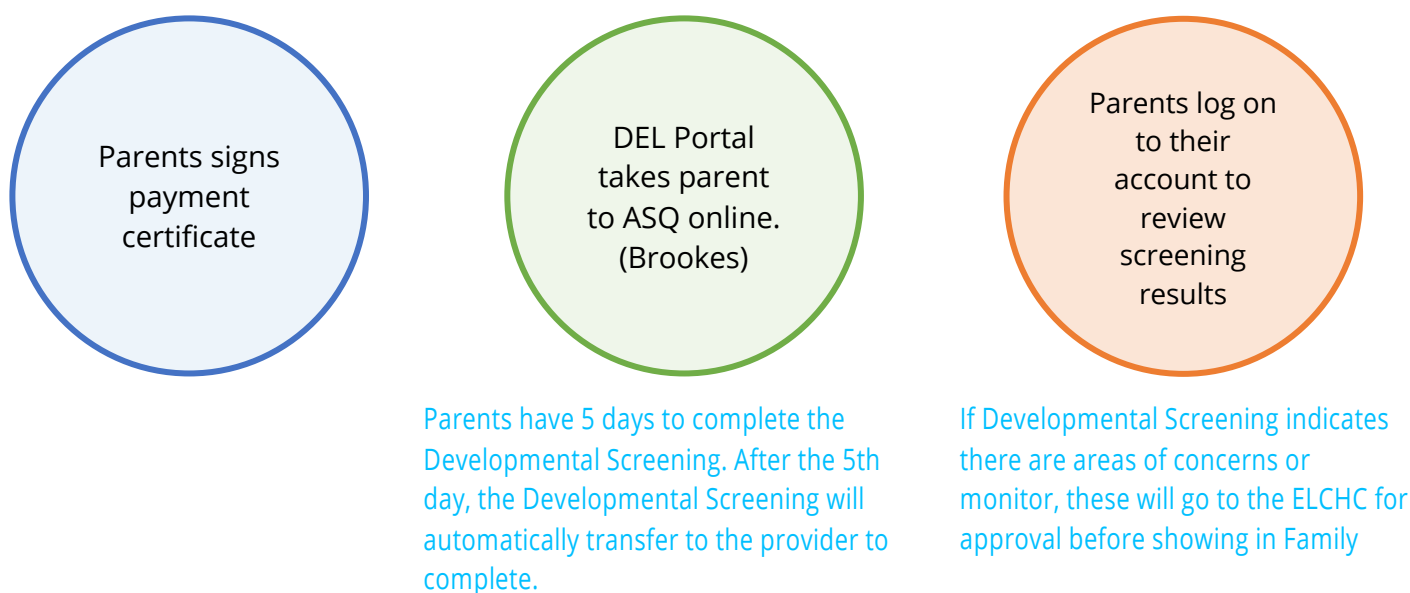 Parents signs
payment
certificate
DEL Portal
takes parent
to ASQ online.
(Brookes)
Parents log on
to their
account to
review
screening
results
Parents have 5 days to complete the
Developmental Screening. After the 5th
day, the Developmental Screening will
automatically transfer to the provider to
complete.
If Developmental Screening indicates
there are areas of concerns or
monitor, these will go to the ELCHC for
approval before showing in Family